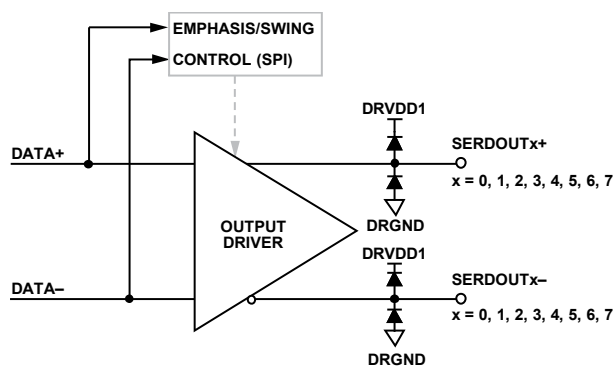 EMPHASIS/SWING
CONTROL (SPI)
DRVDD1
DATA+
SERDOUTx+
x = 0, 1, 2, 3, 4, 5, 6, 7
OUTPUT
DRIVER
DRGND
DRVDD1
DATA–
SERDOUTx–
x = 0, 1, 2, 3, 4, 5, 6, 7
DRGND